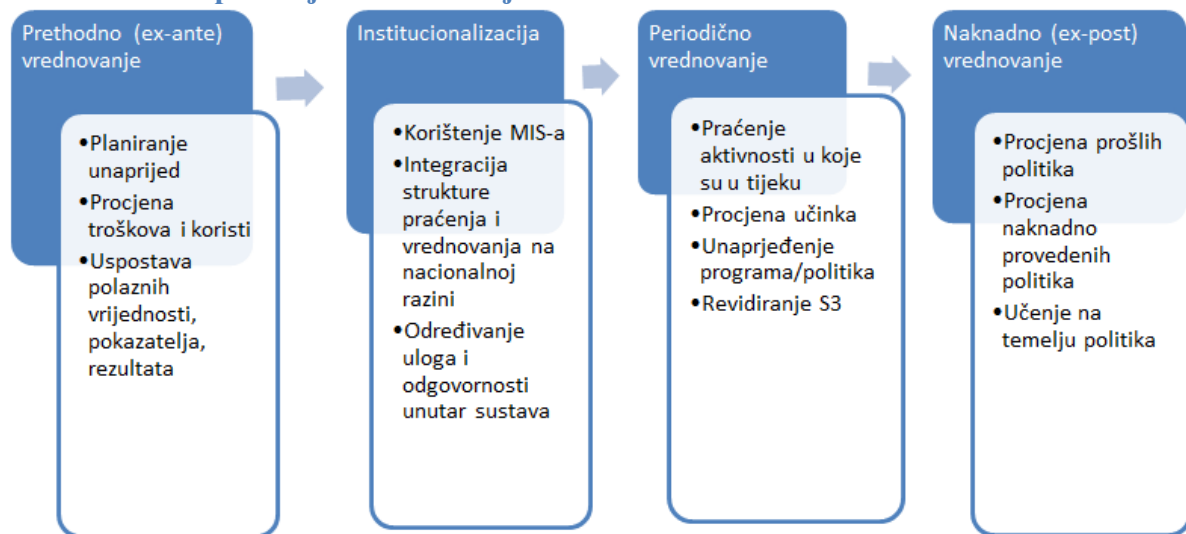 Prethodno (ex-ante)
vrednovanje
•Planiranje
unaprijed
•Procjena
troškova i koristi
•Uspostava
polaznih
vrijednosti,
pokazatelja,
rezultata
Institucionalizacija
•Korištenje MIS-a
•Integracija
strukture
praćenja i
vrednovanja na
nacionalnoj
razini
•Određivanje
uloga i
odgovornosti
unutar sustava
Periodično
vrednovanje
•Praćenje
aktivnosti u koje
su u tijeku
•Procjena učinka
•Unaprjeđenje
programa/politika
•Revidiranje S3
Naknadno (ex-post)
vrednovanje
•Procjena prošlih
politika
•Procjena
naknadno
provedenih
politika
•Učenje na
temelju politika